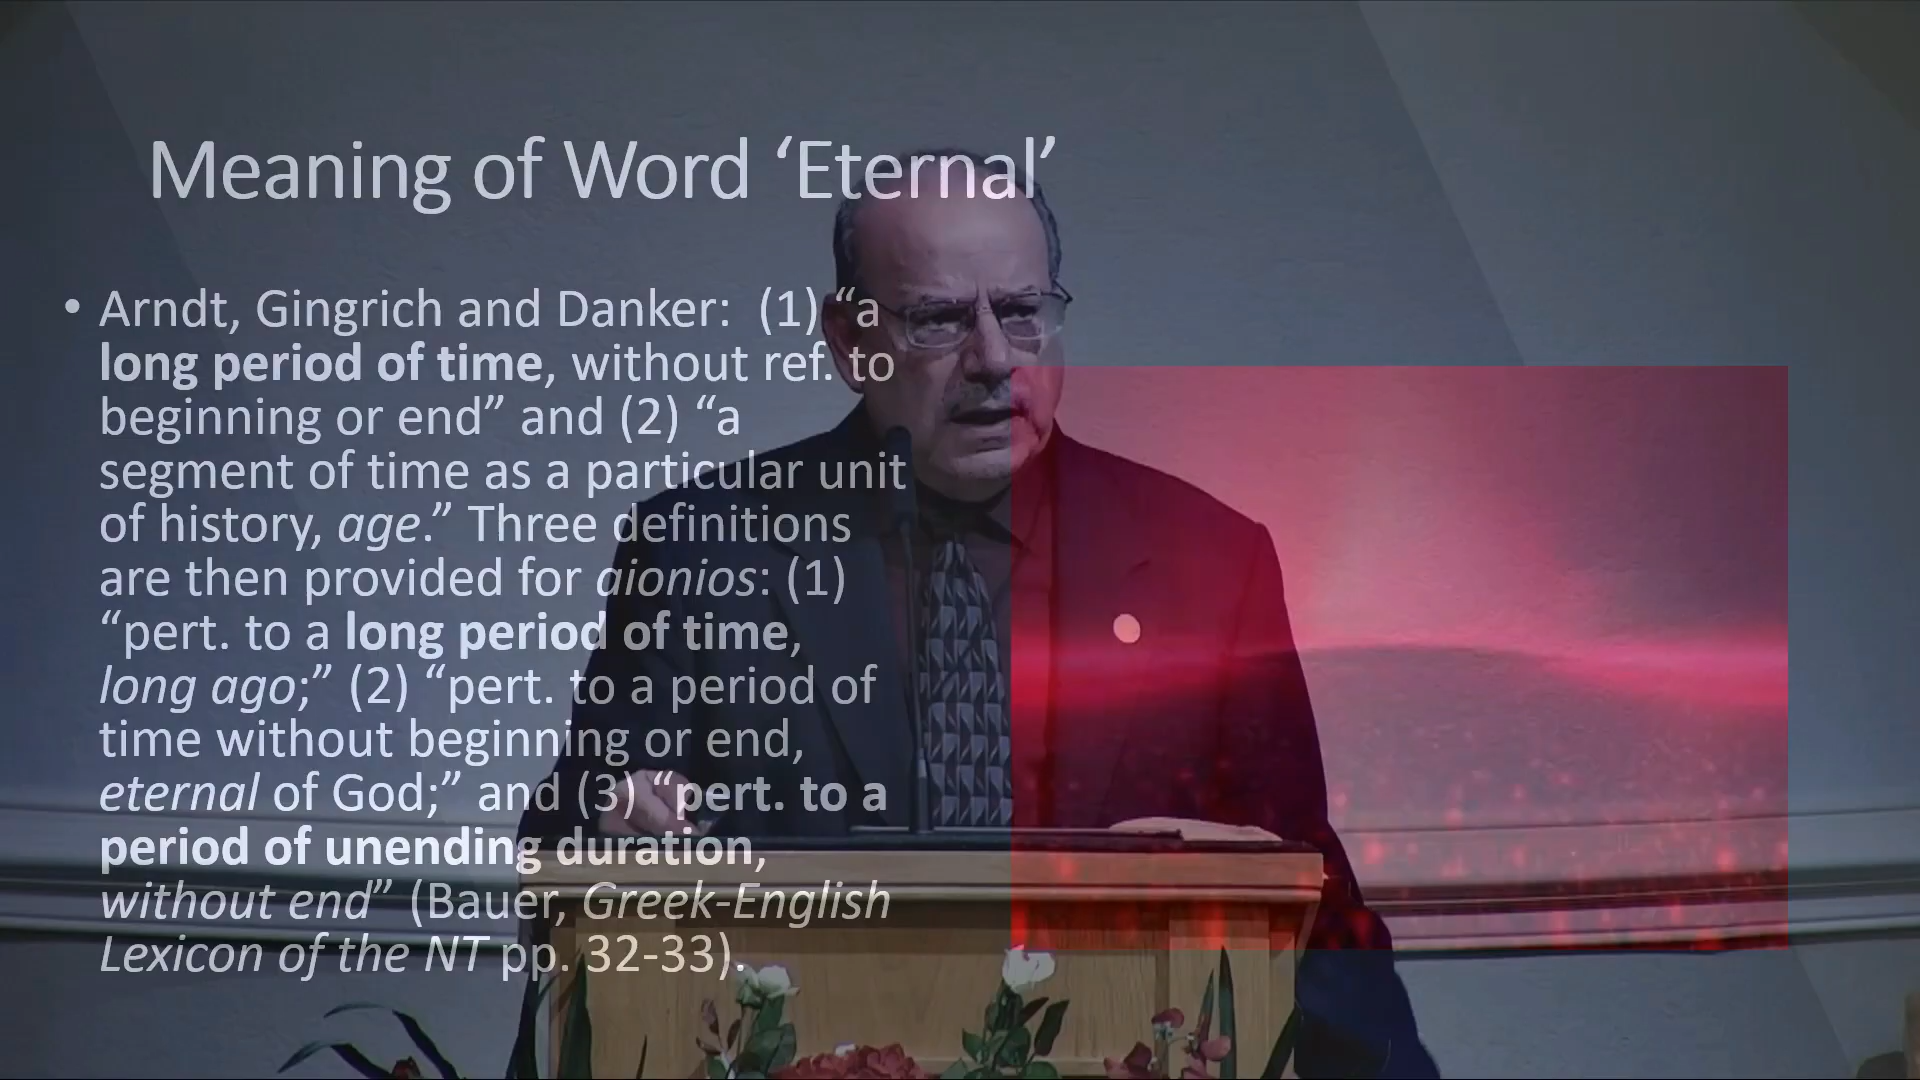 Meaning of Word ‘Eternal’
• Arndt, Gingrich and Danker:  (1) “a
long period of time, without ref. to
beginning or end” and (2) “a
segment of time as a particular unit
of history, age.” Three definitions
are then provided for aionios: (1)
“pert. to a long period of time,
long ago;” (2) “pert. to a period of
time without beginning or end,
eternal of God;” and (3) “pert. to a
period of unending duration,
without end” (Bauer, Greek-English
Lexicon of the NT pp. 32-33).